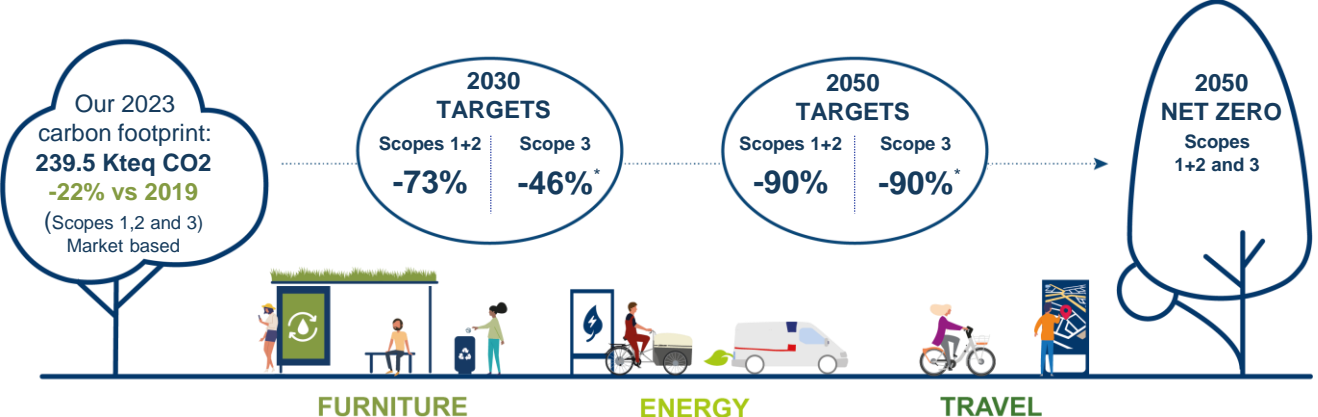 Our 2023
carbon footprint:
239.5 Kteq CO2
-22% vs 2019
(Scopes 1,2 and 3)
Market based
2030
TARGETS
Scopes 1+2
-73%
Scope 3
-46%*
2050
TARGETS
Scopes 1+2
-90%
Scope 3
-90%*
2050
NET ZERO
Scopes
1+2 and 3
FURNITURE
ENERGY
TRAVEL